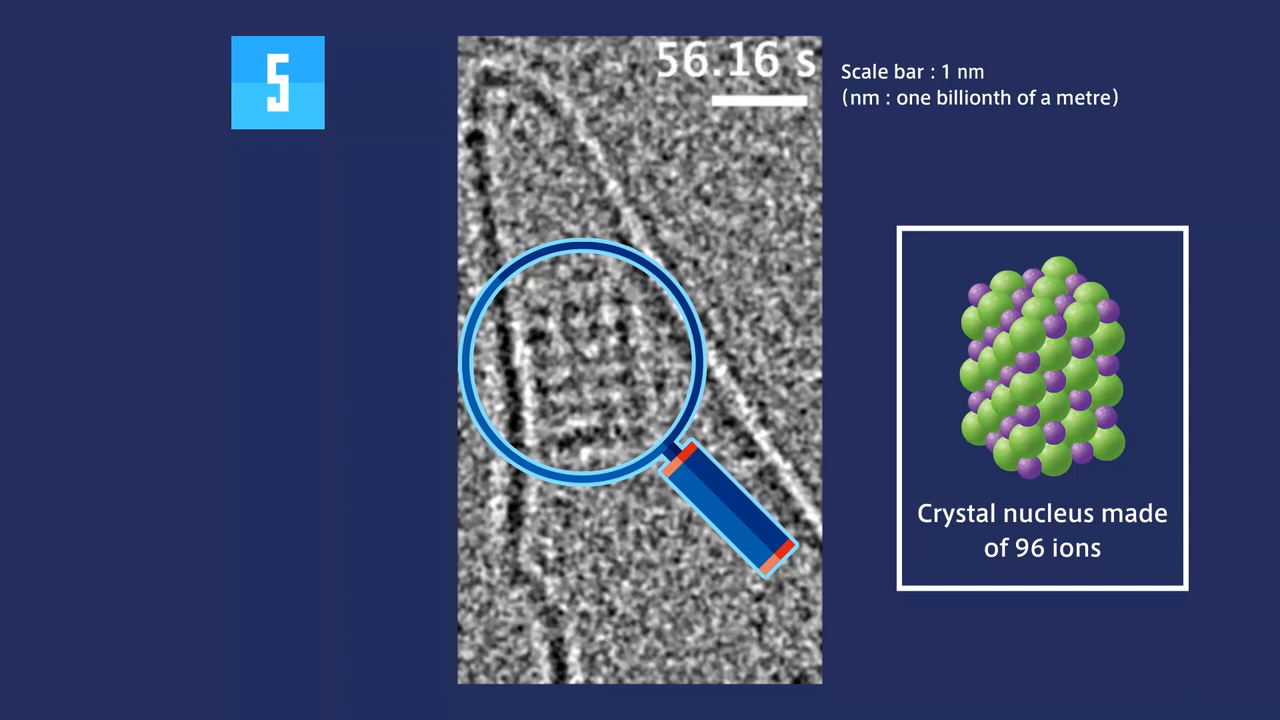 5
56.16 s
Scale bar : 1 nm
(nm : one billionth of a metre)
Crystal nucleus made
of 96 ions